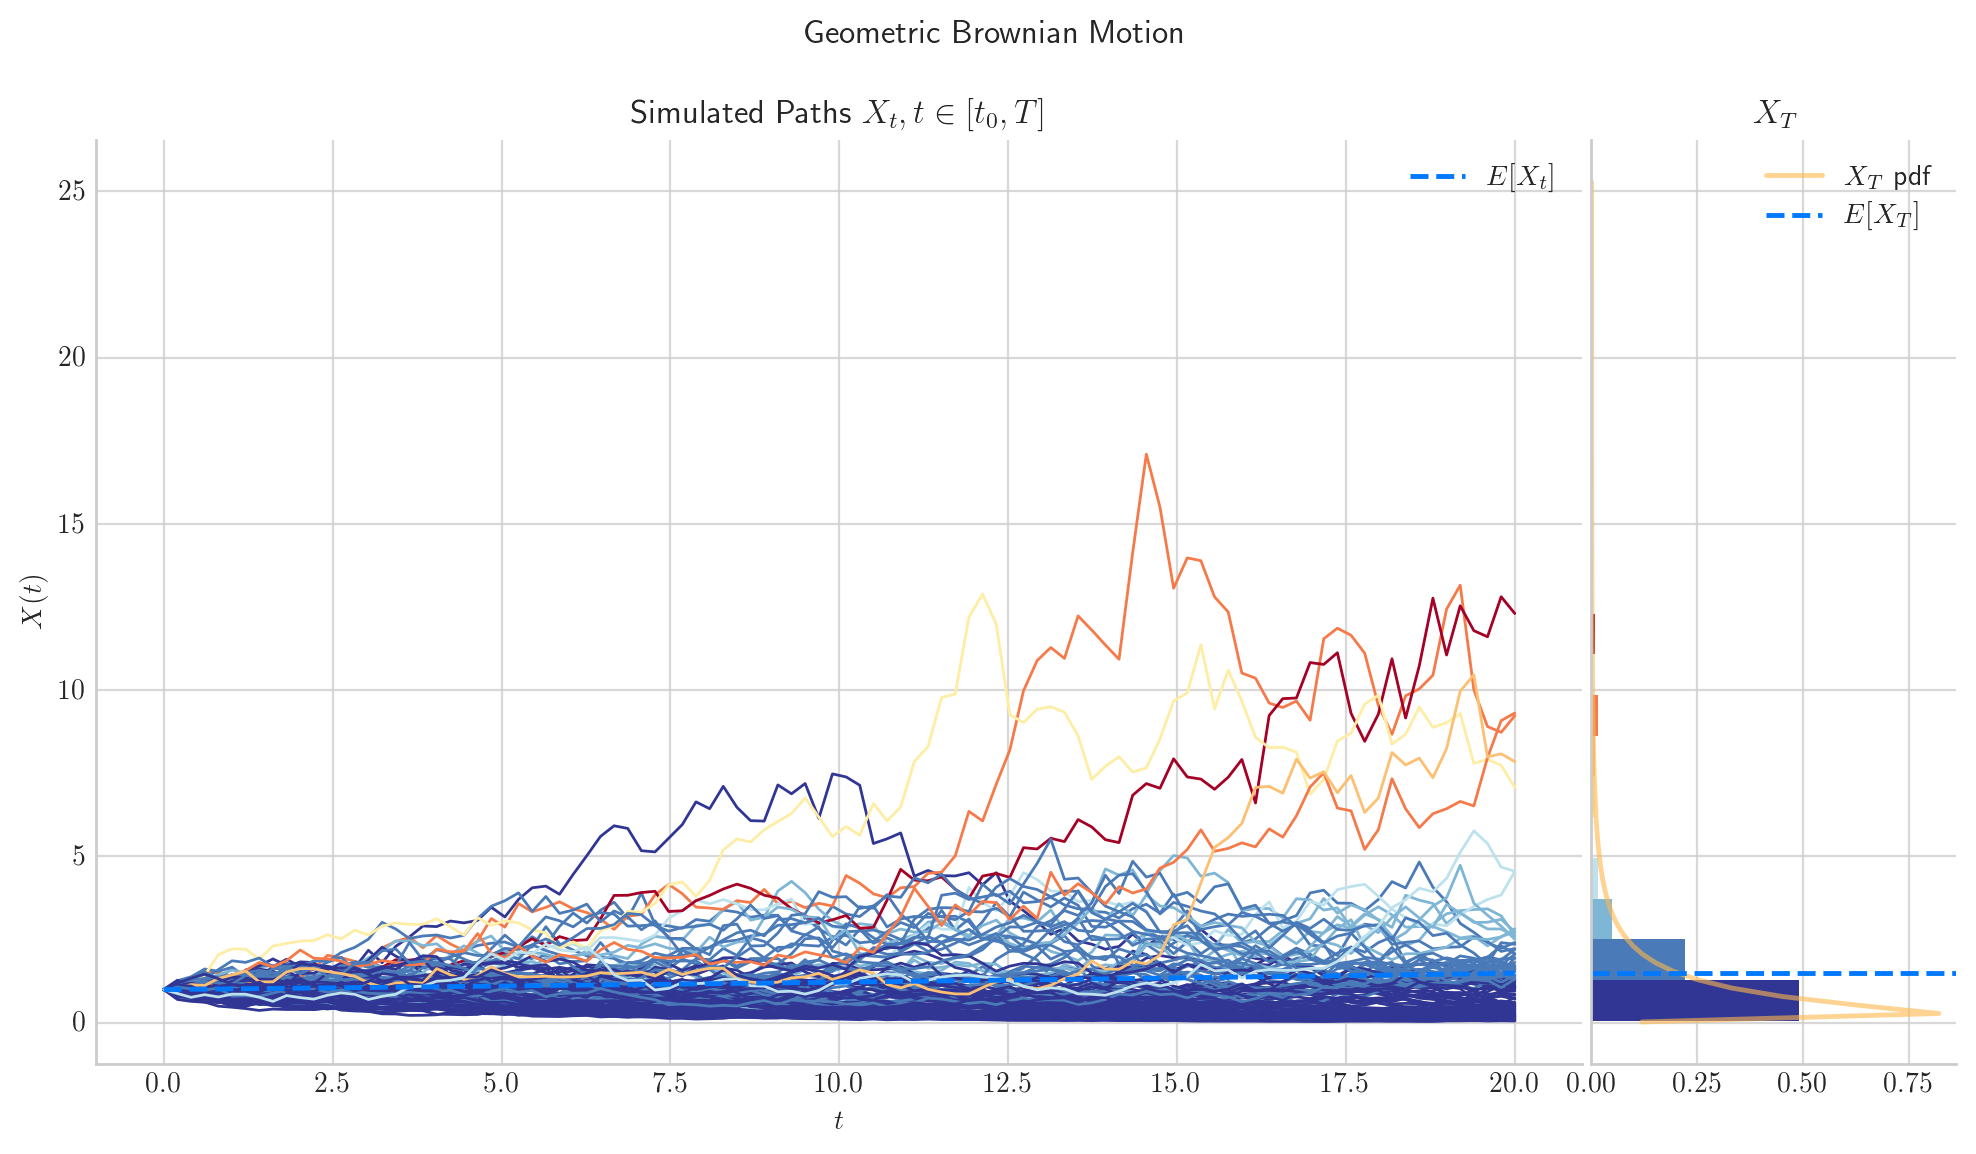 Geometric Brownian Motion
Simulated Paths $X_t, t \in [t_0, T]$
$X_T$
$E[X_t]$
$X_T$ pdf
$E[X_T]$
25
20
15
10
5
0
$X(t)$
0.0 2.5 5.0 7.5 10.0 12.5 15.0 17.5 20.0
0.00 0.25 0.50 0.75
$t$